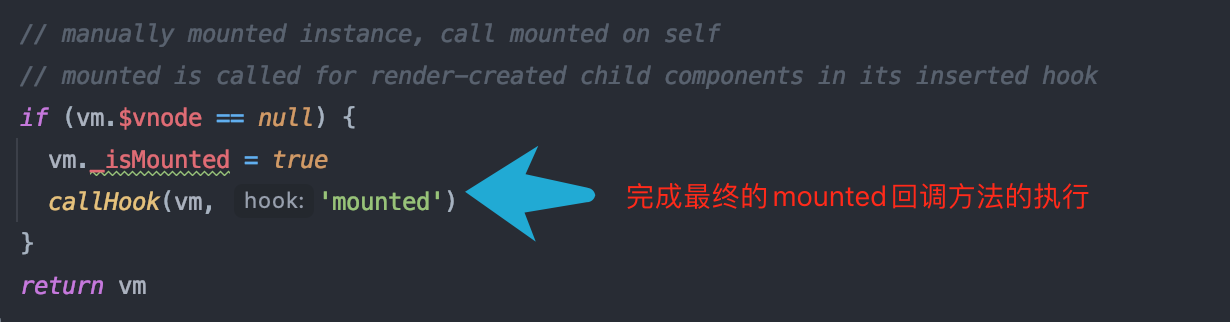 // manually mounted instance, call mounted on self
// mounted is called for render-created child components in its inserted hook
if (vm.$vnode == null) {
vm._isMounted = true
callHook(vm, hook: 'mounted')
完成最终的mounted回调方法的执行
}
return vm